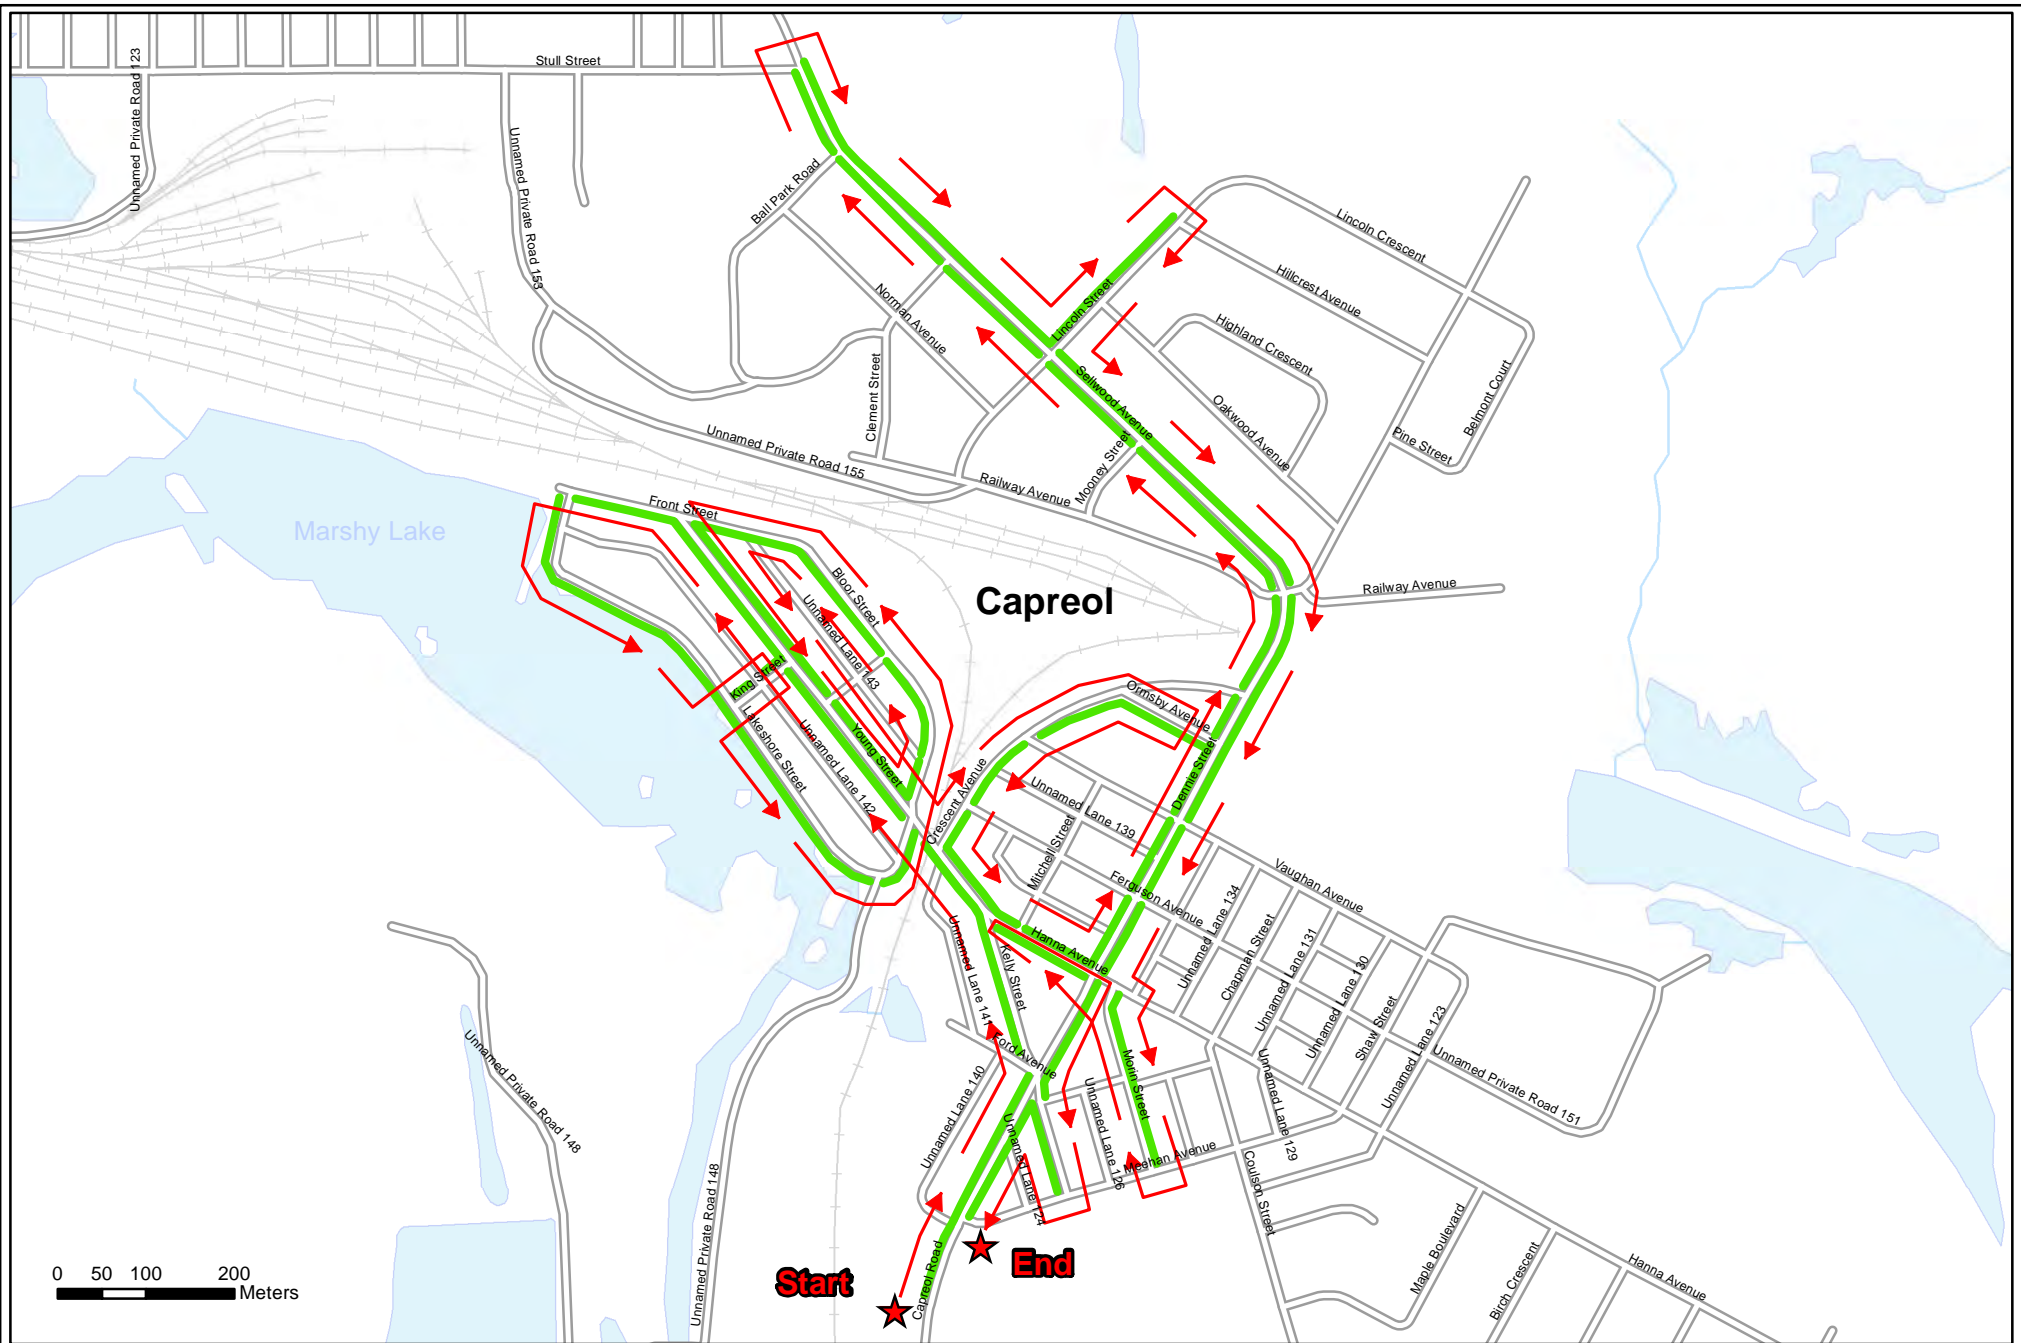 Stull Street
Unnamed Private Road 123
Unnamed Private Road 153
Ball Park Road
Lincoln Crescent
Hillcrest Avenue
Norman Avenue
Lincoln Street
Highland Crescent
Clement Street
Sellwood Avenue
Oakwood Avenue
Belmont Court
Pine Street
Mooney Street
Unnamed Private Road 155
Railway Avenue
Front Street
Marshy Lake
Capreol
Bloor Street
Railway Avenue
Unnamed Lane 143
King Street
Ormsby Avenue
Lakeshore Street
Unnamed Lane 142
Young Street
Dennie Street
Crescent Avenue
Unnamed Lane 139
Mitchell Street
Ferguson Avenue
Vaughan Avenue
Unnamed Lane 134
Chapman Street
Unnamed Lane 131
Unnamed Lane 130
Shaw Street
Unnamed Lane 123
Hanna Avenue
Kelly Street
Unnamed Lane 141
Ford Avenue
Unnamed Private Road 148
Unnamed Lane 140
Unnamed Lane 124
Unnamed Lane 126
Morin Street
Meehan Avenue
Unnamed Lane 129
Unnamed Private Road 151
Coulson Street
Unnamed Private Road 148
Maple Boulevard
Birch Crescent
Hanna Avenue
Capreol Road
Start
End
0 50 100 200
Meters